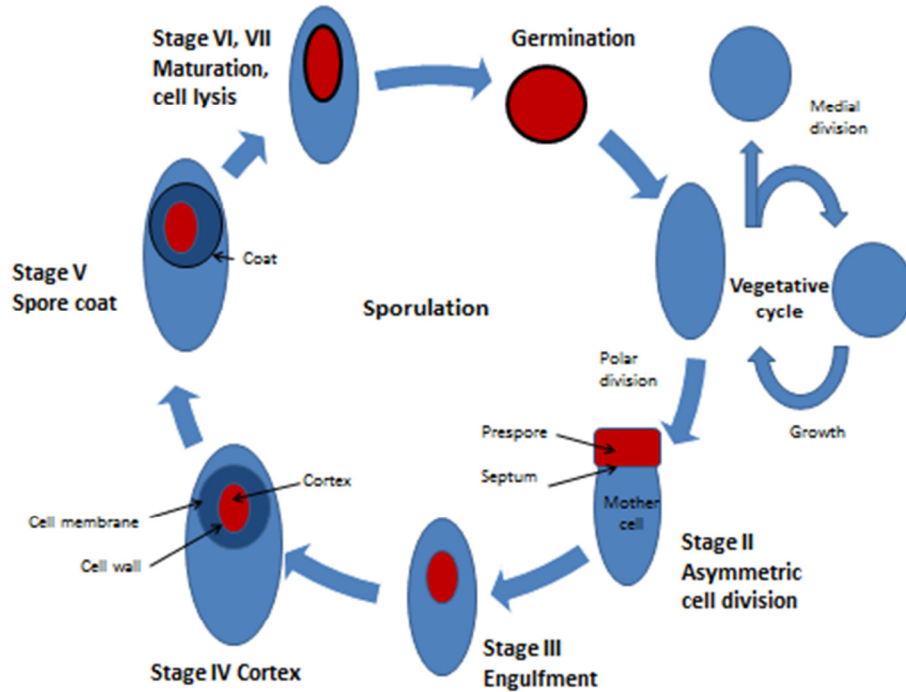 Stage VI, VII
Maturation,
cell lysis
Germination
Medial
division
Coat
Stage V
Spore coat
Sporulation
Vegetative
cycle
Polar
division
Growth
Prespore
Septum
Mother
cell
Stage II
Asymmetric
cell division
Cortex
Cell membrane
Cell wall
Stage III
Engulfment
Stage IV Cortex